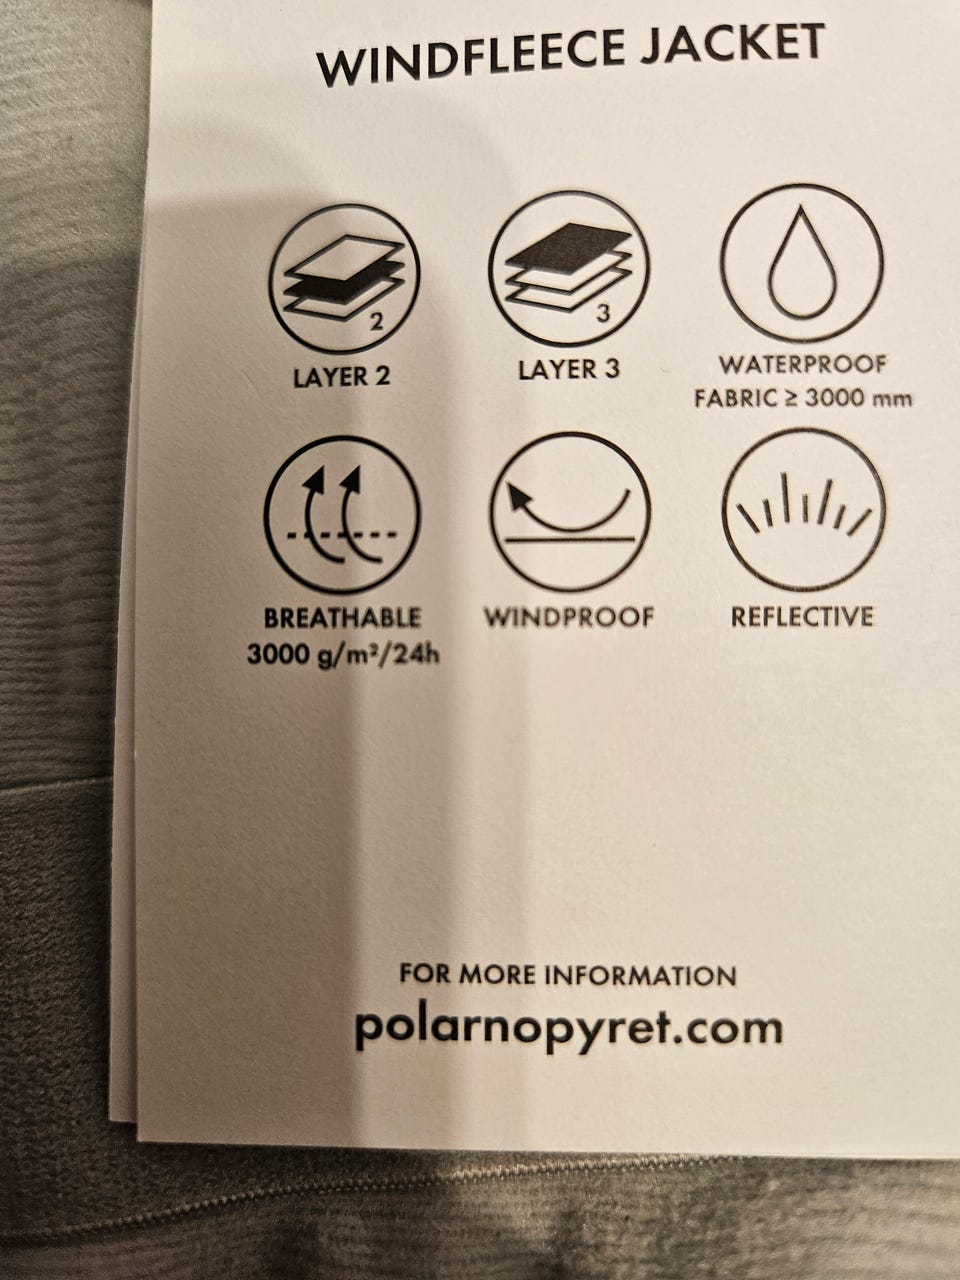 WINDFLEECE JACKET
2
3
LAYER 2
LAYER 3
WATERPROOF
FABRIC ≥ 3000 mm
BREATHABLE
3000 g/m²/24h
WINDPROOF
REFLECTIVE
FOR MORE INFORMATION
polarnopyret.com